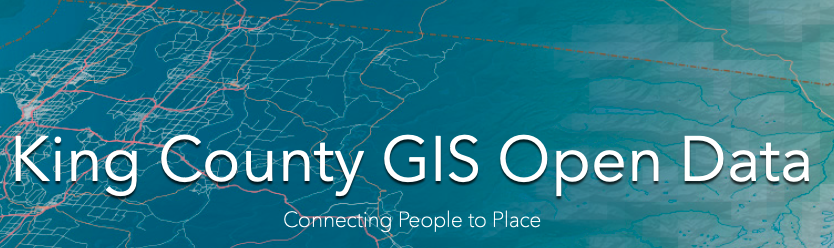 King County GIS Open Data
Connecting People to Place